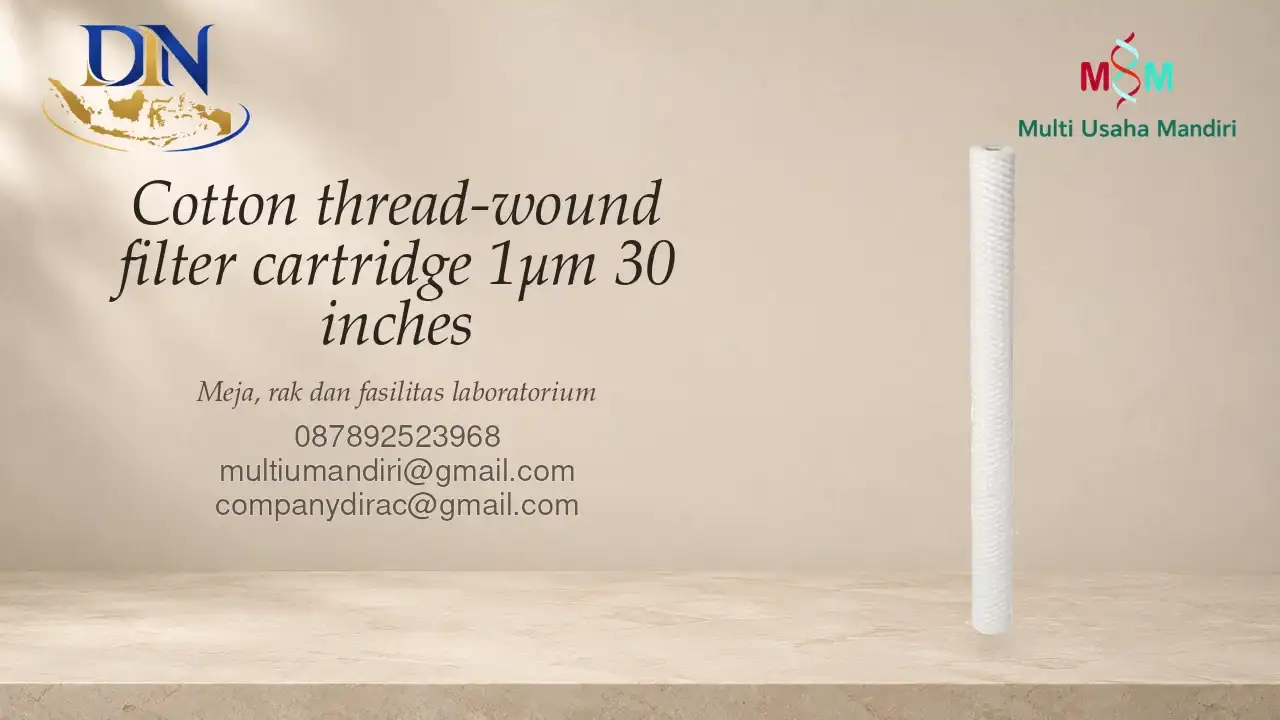 DIN
MSM
Multi Usaha Mandiri
Cotton thread-wound
filter cartridge 1µm 30
inches
Meja, rak dan fasilitas laboratorium
087892523968
multiumandiri@gmail.com
companydirac@gmail.com